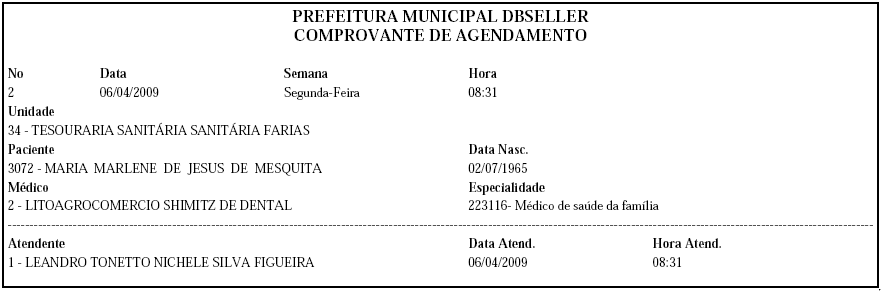 PREFEITURA MUNICIPAL DBSELLER
COMPROVANTE DE AGENDAMENTO
No Data Semana Hora
2 06/04/2009 Segunda-Feira 08:31
Unidade
34 - TESOURARIA SANITÁRIA SANITÁRIA FARIAS
Paciente Data Nasc.
3072 - MARIA MARLENE DE JESUS DE MESQUITA 02/07/1965
Médico Especialidade
2 - LITOAGROCOMERCIO SHIMITZ DE DENTAL 223116- Médico de saúde da família
Atendente Data Atend. Hora Atend.
1 - LEANDRO TONETTO NICHELE SILVA FIGUEIRA 06/04/2009 08:31